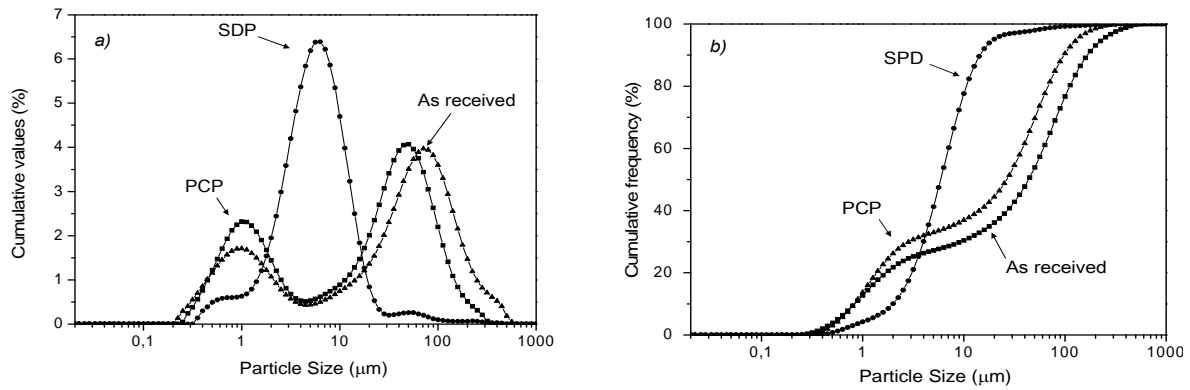 a)
SDP
As received
PCP
Cumulative values (%)
7
6
5
4
3
2
1
0
0,1
1
10
100
1000
Particle Size (μm)
b)
SPD
PCP
As received
Cumulative frequency (%)
100
80
60
40
20
0
0,1
1
10
100
1000
Particle Size (μm)